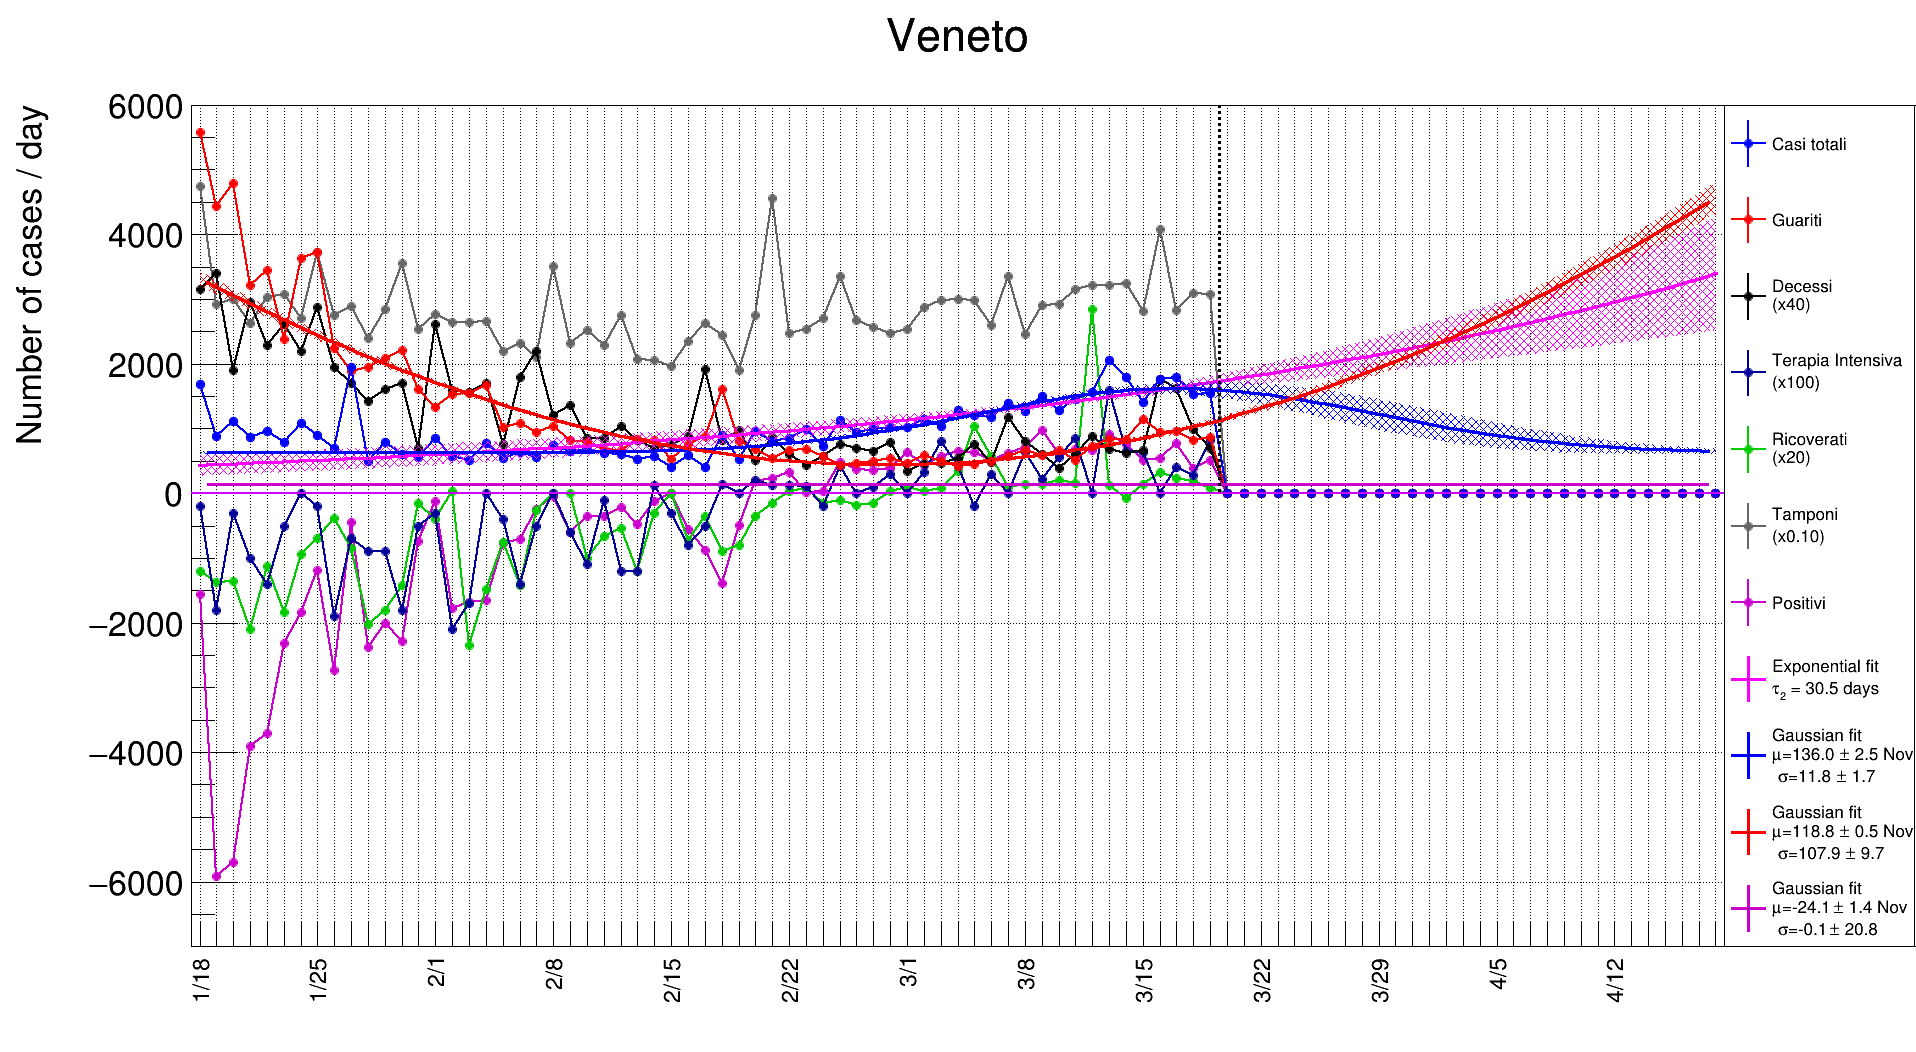 Veneto
Number of cases / day
6000
4000
2000
0
−2000
−4000
−6000
1/18
1/25
2/1
2/8
2/15
2/22
3/1
3/8
3/15
3/22
3/29
4/5
4/12
Casi totali
Guariti
Decessi
(x40)
Terapia Intensiva
(x100)
Ricoverati
(x20)
Tamponi
(x0.10)
Positivi
Exponential fit
τ2 = 30.5 days
Gaussian fit
μ=136.0 ± 2.5 Nov
σ=11.8 ± 1.7
Gaussian fit
μ=118.8 ± 0.5 Nov
σ=107.9 ± 9.7
Gaussian fit
μ=-24.1 ± 1.4 Nov
σ=-0.1 ± 20.8